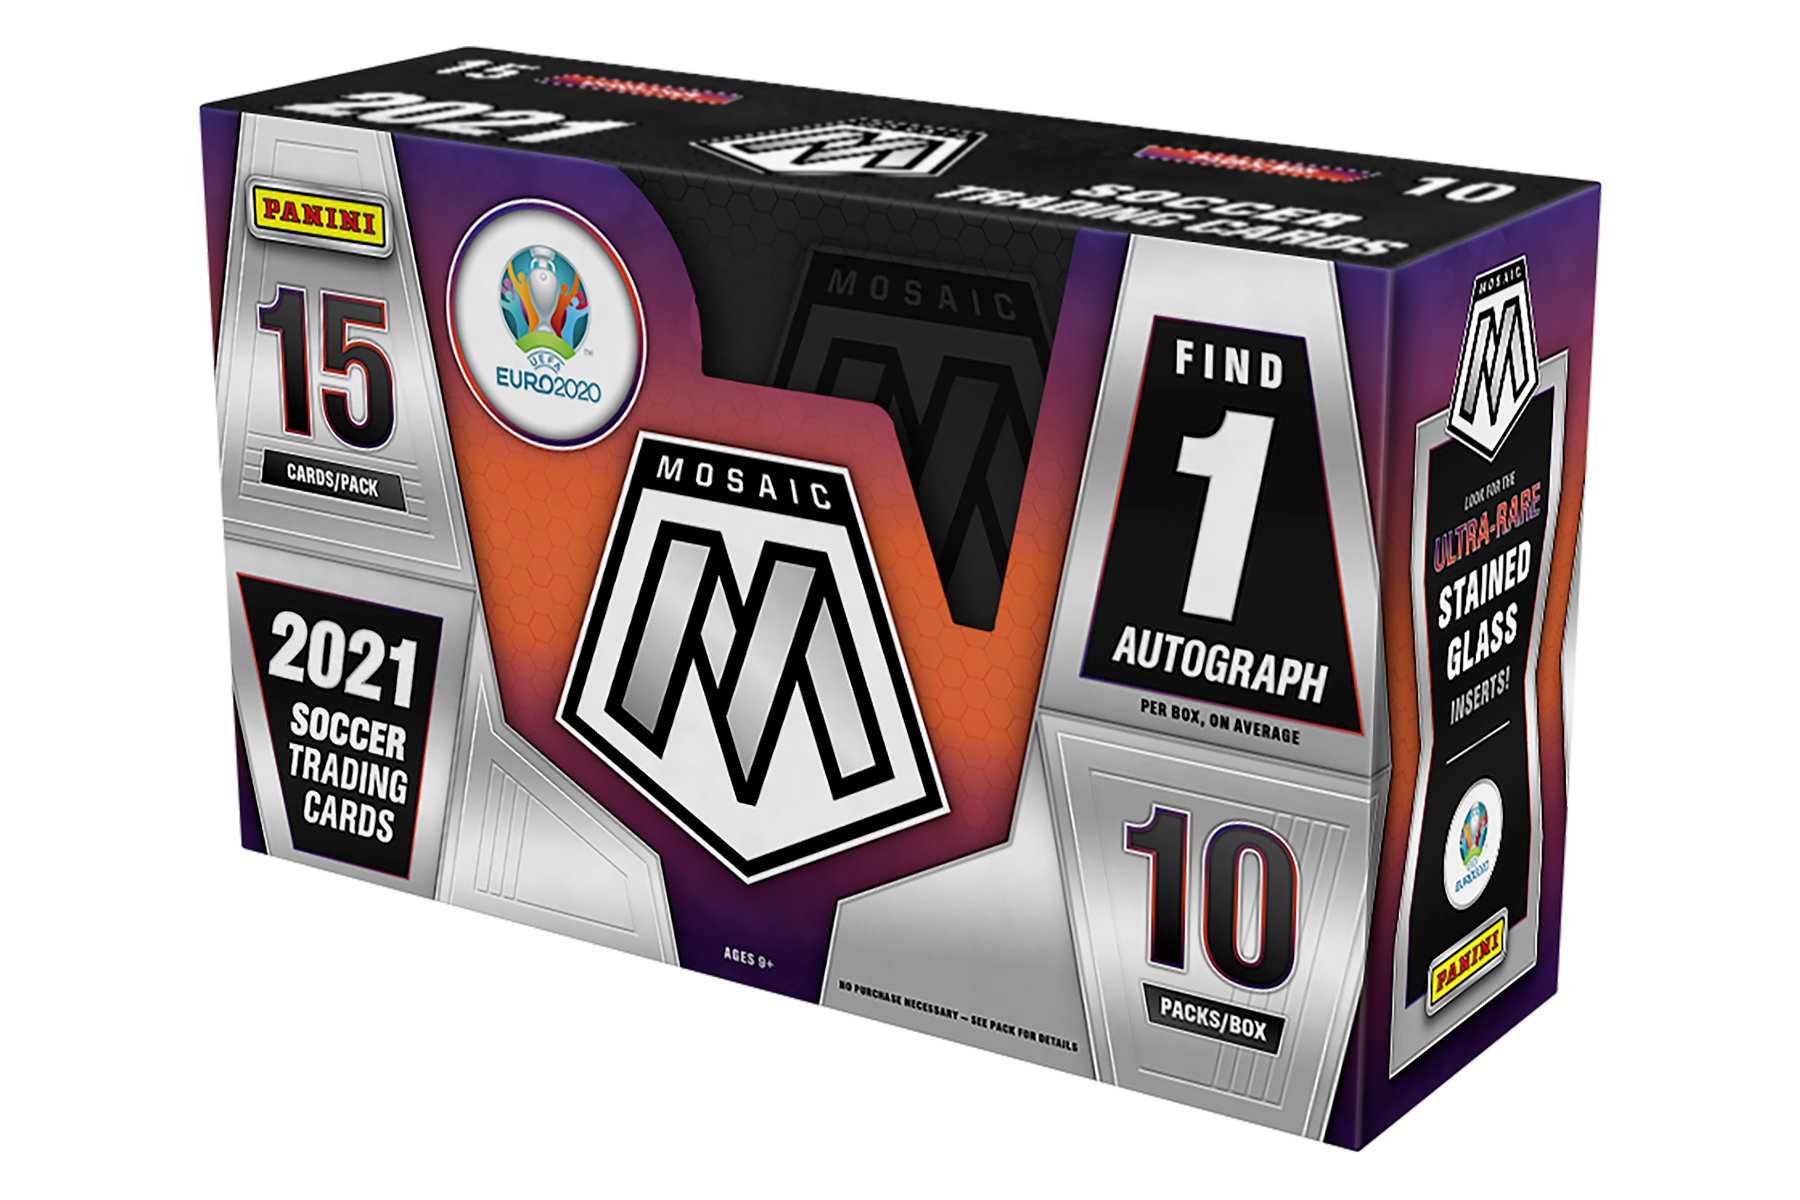 15
2021
SOCCER
TRADING CARDS
10
PANINI
15
CARDS/PACK
2021
SOCCER
TRADING
CARDS
UEFA
EURO2020
™
MOSAIC
MOSAIC
AGES 9+
NO PURCHASE NECESSARY – SEE PACK FOR DETAILS
FIND
1
AUTOGRAPH
PER BOX, ON AVERAGE
10
PACKS/BOX
MOSAIC
LOOK FOR THE
ULTRA-RARE
STAINED
GLASS
INSERTS!
EURO2020
PANINI